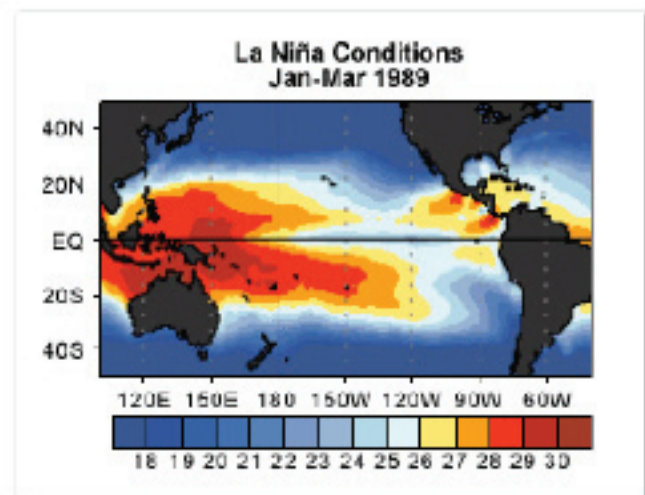 La Niña Conditions
Jan-Mar 1989
40N
20N
EQ
20S
40S
120E 150E 180 150W 120W 90W 60W
18 19 20 21 22 23 24 25 26 27 28 29 30